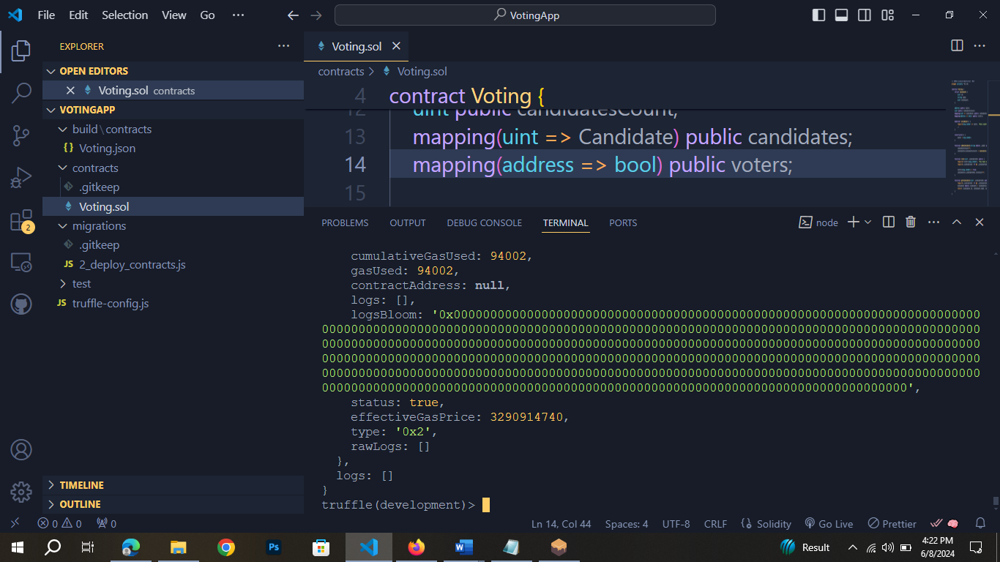 File Edit Selection View Go ··· VotingApp
EXPLORER ···
OPEN EDITORS
Voting.sol contracts
VOTINGAPP
build\contracts
{} Voting.json
contracts
.gitkeep
Voting.sol
migrations
.gitkeep
JS 2_deploy_contracts.js
test
JS truffle-config.js
2
TIMELINE
OUTLINE
Voting.sol
contracts > Voting.sol
4 contract Voting {
12 uint public candidatesCount;
13 mapping(uint => Candidate) public candidates;
14 mapping(address => bool) public voters;
15
PROBLEMS OUTPUT DEBUG CONSOLE TERMINAL PORTS node
cumulativeGasUsed: 94002,
gasUsed: 94002,
contractAddress: null,
logs: [],
logsBloom: '0x000000000000000000000000000000000000000000000000000000000000000000000000
000000000000000000000000000000000000000000000000000000000000000000000000000000000000000000
000000000000000000000000000000000000000000000000000000000000000000000000000000000000000000
000000000000000000000000000000000000000000000000000000000000000000000000000000000000000000
000000000000000000000000000000000000000000000000000000000000000000000000000000000000000000
00000000000000000000000000000000000000000000000000000000000000000000000000000000',
status: true,
effectiveGasPrice: 3290914740,
type: '0x2',
rawLogs: []
},
logs: []
}
truffle(development)>
0 0 0 Ln 14, Col 44 Spaces: 4 UTF-8 CRLF Solidity Go Live Prettier
Ps W Result 4:22 PM
6/8/2024